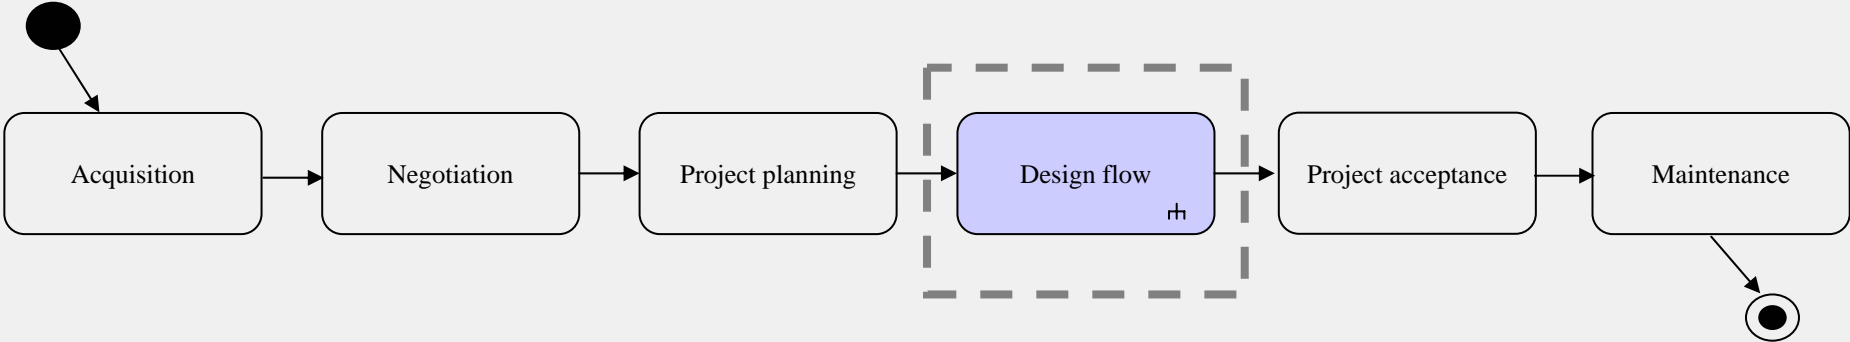 Acquisition
Negotiation
Project planning
Design flow
Project acceptance
Maintenance